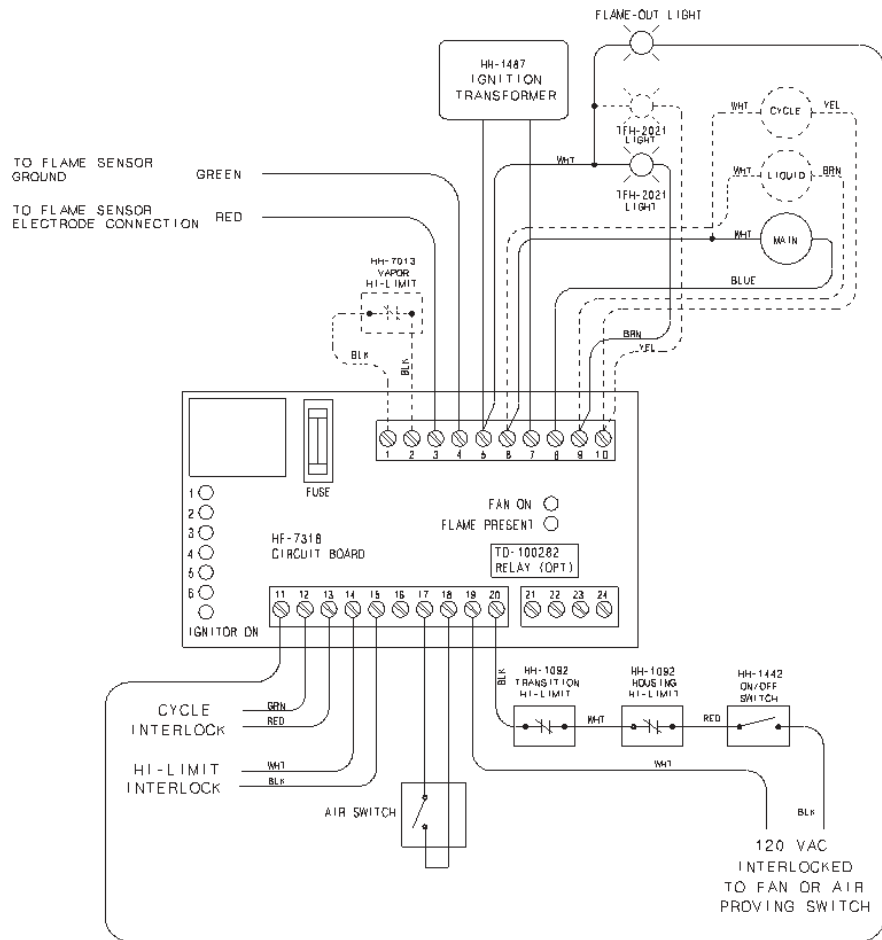 FLAME-OUT LIGHT
HH-1487
IGNITION
TRANSFORMER
WHT
CYCLE
YEL
TFH-2021
LIGHT
WHT
WHT
LIQUID
BRN
TFH-2021
LIGHT
WHT
MAIN
BLUE
TO FLAME SENSOR
GROUND
GREEN
TO FLAME SENSOR
ELECTRODE CONNECTION
RED
HH-7013
VAPOR
HI-LIMIT
BLK
BLK
BRN
YEL
1 2 3 4 5 6 7 8 9 10
FUSE
1
2
3
4
5
6
IGNITOR ON
FAN ON
FLAME PRESENT
HF-7318
CIRCUIT BOARD
TD-100282
RELAY (OPT)
11 12 13 14 15 16 17 18 19 20
21 22 23 24
CYCLE
INTERLOCK
GRN
RED
HI-LIMIT
INTERLOCK
WHT
BLK
AIR SWITCH
BLK
HH-1092
TRANSITION
HI-LIMIT
WHT
HH-1092
HOUSING
HI-LIMIT
RED
HH-1442
ON/OFF
SWITCH
WHT
BLK
120 VAC
INTERLOCKED
TO FAN OR AIR
PROVING SWITCH